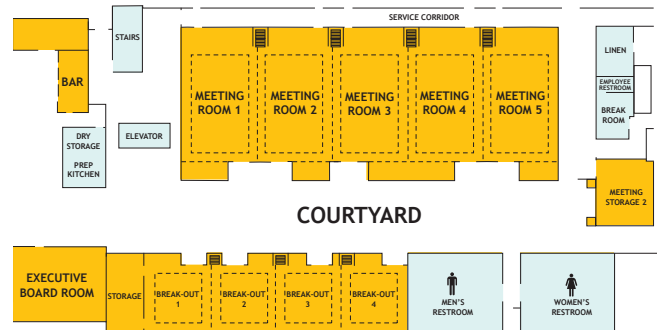 SERVICE CORRIDOR
STAIRS
LINEN
BAR
EMPLOYEE
RESTROOM
MEETING
ROOM 1
MEETING
ROOM 2
MEETING
ROOM 3
MEETING
ROOM 4
MEETING
ROOM 5
BREAK
ROOM
DRY
STORAGE
PREP
KITCHEN
ELEVATOR
MEETING
STORAGE 2
COURTYARD
EXECUTIVE
BOARD ROOM
STORAGE
BREAK-OUT
1
BREAK-OUT
2
BREAK-OUT
3
BREAK-OUT
4
MEN'S
RESTROOM
WOMEN'S
RESTROOM